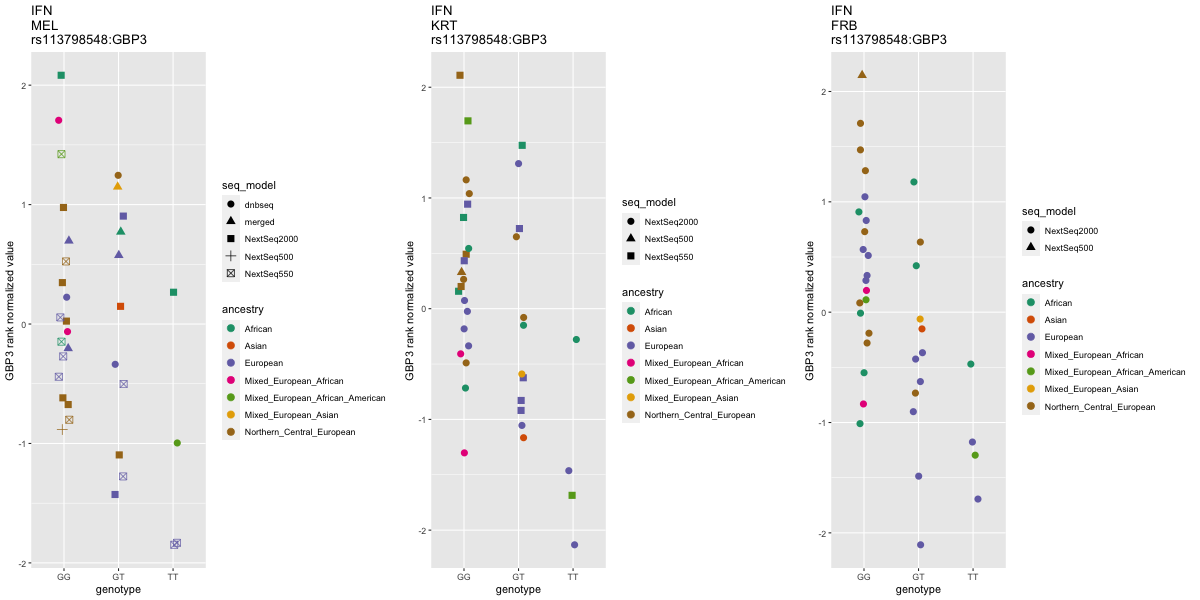 IFN
MEL
rs113798548:GBP3
GBP3 rank normalized value
2
1
0
-1
-2
GG
GT
TT
genotype
seq_model
dnbseq
merged
NextSeq2000
NextSeq500
NextSeq550
ancestry
African
Asian
European
Mixed_European_African
Mixed_European_African_American
Mixed_European_Asian
Northern_Central_European
IFN
KRT
rs113798548:GBP3
GBP3 rank normalized value
2
1
0
-1
-2
GG
GT
TT
genotype
seq_model
NextSeq2000
NextSeq500
NextSeq550
ancestry
African
Asian
European
Mixed_European_African
Mixed_European_African_American
Mixed_European_Asian
Northern_Central_European
IFN
FRB
rs113798548:GBP3
GBP3 rank normalized value
2
1
0
-1
-2
GG
GT
TT
genotype
seq_model
NextSeq2000
NextSeq500
ancestry
African
Asian
European
Mixed_European_African
Mixed_European_African_American
Mixed_European_Asian
Northern_Central_European